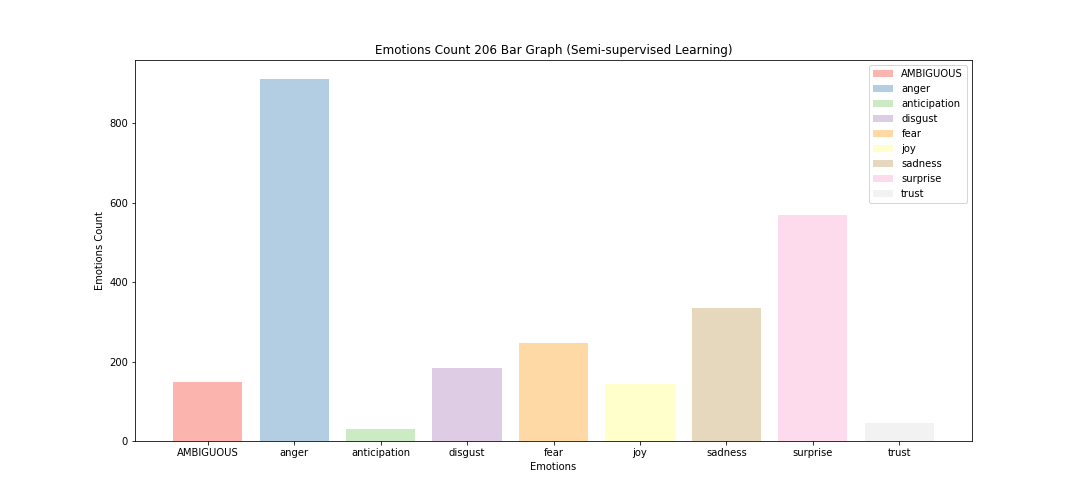 Emotions Count 206 Bar Graph (Semi-supervised Learning)
AMBIGUOUS
anger
anticipation
disgust
fear
joy
sadness
surprise
trust
Emotions Count
800
600
400
200
0
AMBIGUOUS anger anticipation disgust fear joy sadness surprise trust
Emotions